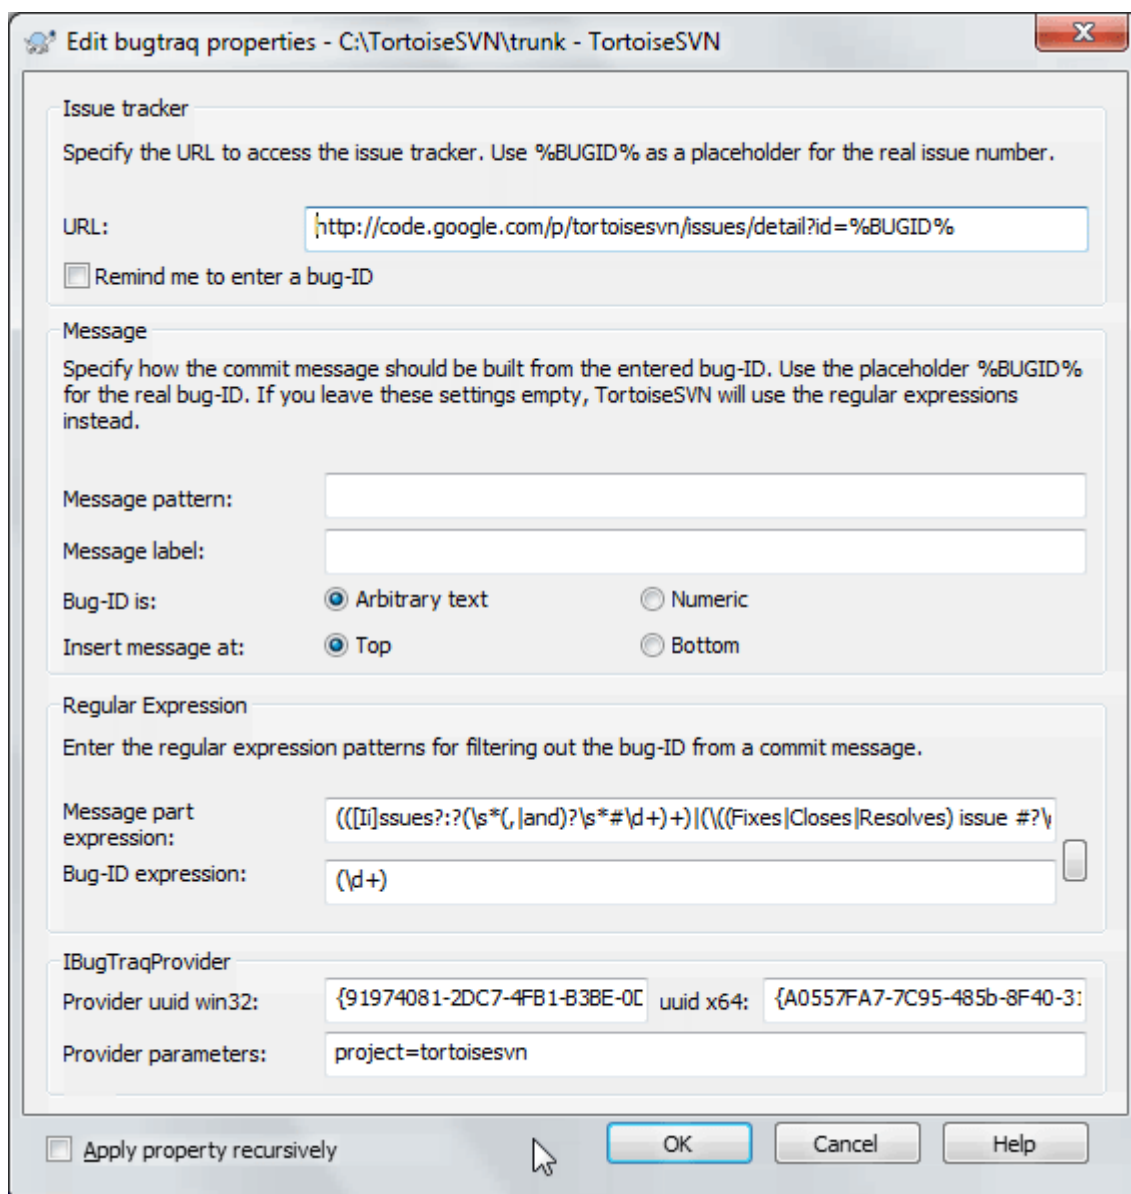 Edit bugtraq properties - C:\TortoiseSVN\trunk - TortoiseSVN
Issue tracker
Specify the URL to access the issue tracker. Use %BUGID% as a placeholder for the real issue number.
URL: http://code.google.com/p/tortoisesvn/issues/detail?id=%BUGID%
Remind me to enter a bug-ID
Message
Specify how the commit message should be built from the entered bug-ID. Use the placeholder %BUGID%
for the real bug-ID. If you leave these settings empty, TortoiseSVN will use the regular expressions
instead.
Message pattern:
Message label:
Bug-ID is: Arbitrary text Numeric
Insert message at: Top Bottom
Regular Expression
Enter the regular expression patterns for filtering out the bug-ID from a commit message.
Message part
expression: (([Ii]ssues?:?(\s*(,|and)?\s*#\d+)+)|(\((Fixes|Closes|Resolves) issue #?\
Bug-ID expression: (\d+)
IBugTraqProvider
Provider uuid win32: {91974081-2DC7-4FB1-B3BE-0D uuid x64: {A0557FA7-7C95-485b-8F40-31
Provider parameters: project=tortoisesvn
Apply property recursively OK Cancel Help